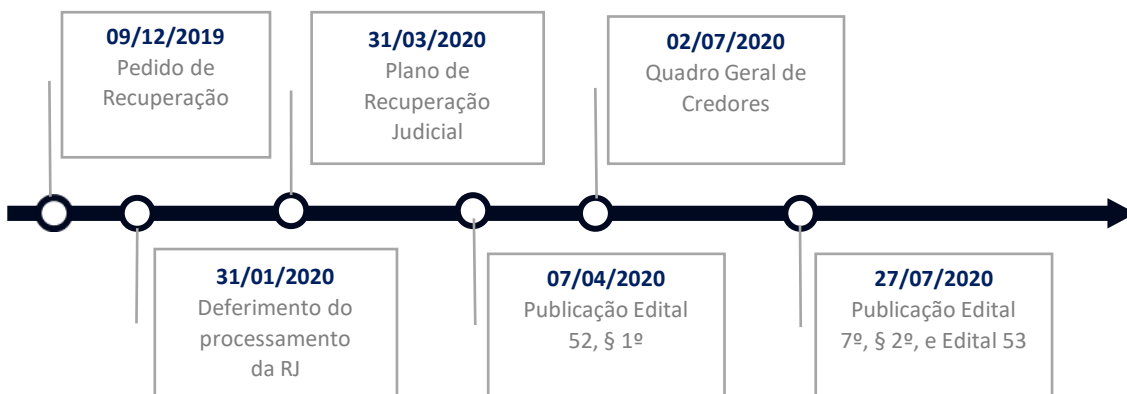 09/12/2019
Pedido de
Recuperação
31/03/2020
Plano de
Recuperação
Judicial
02/07/2020
Quadro Geral de
Credores
31/01/2020
Deferimento do
processamento
da RJ
07/04/2020
Publicação Edital
52, § 1º
27/07/2020
Publicação Edital
7º, § 2º, e Edital 53